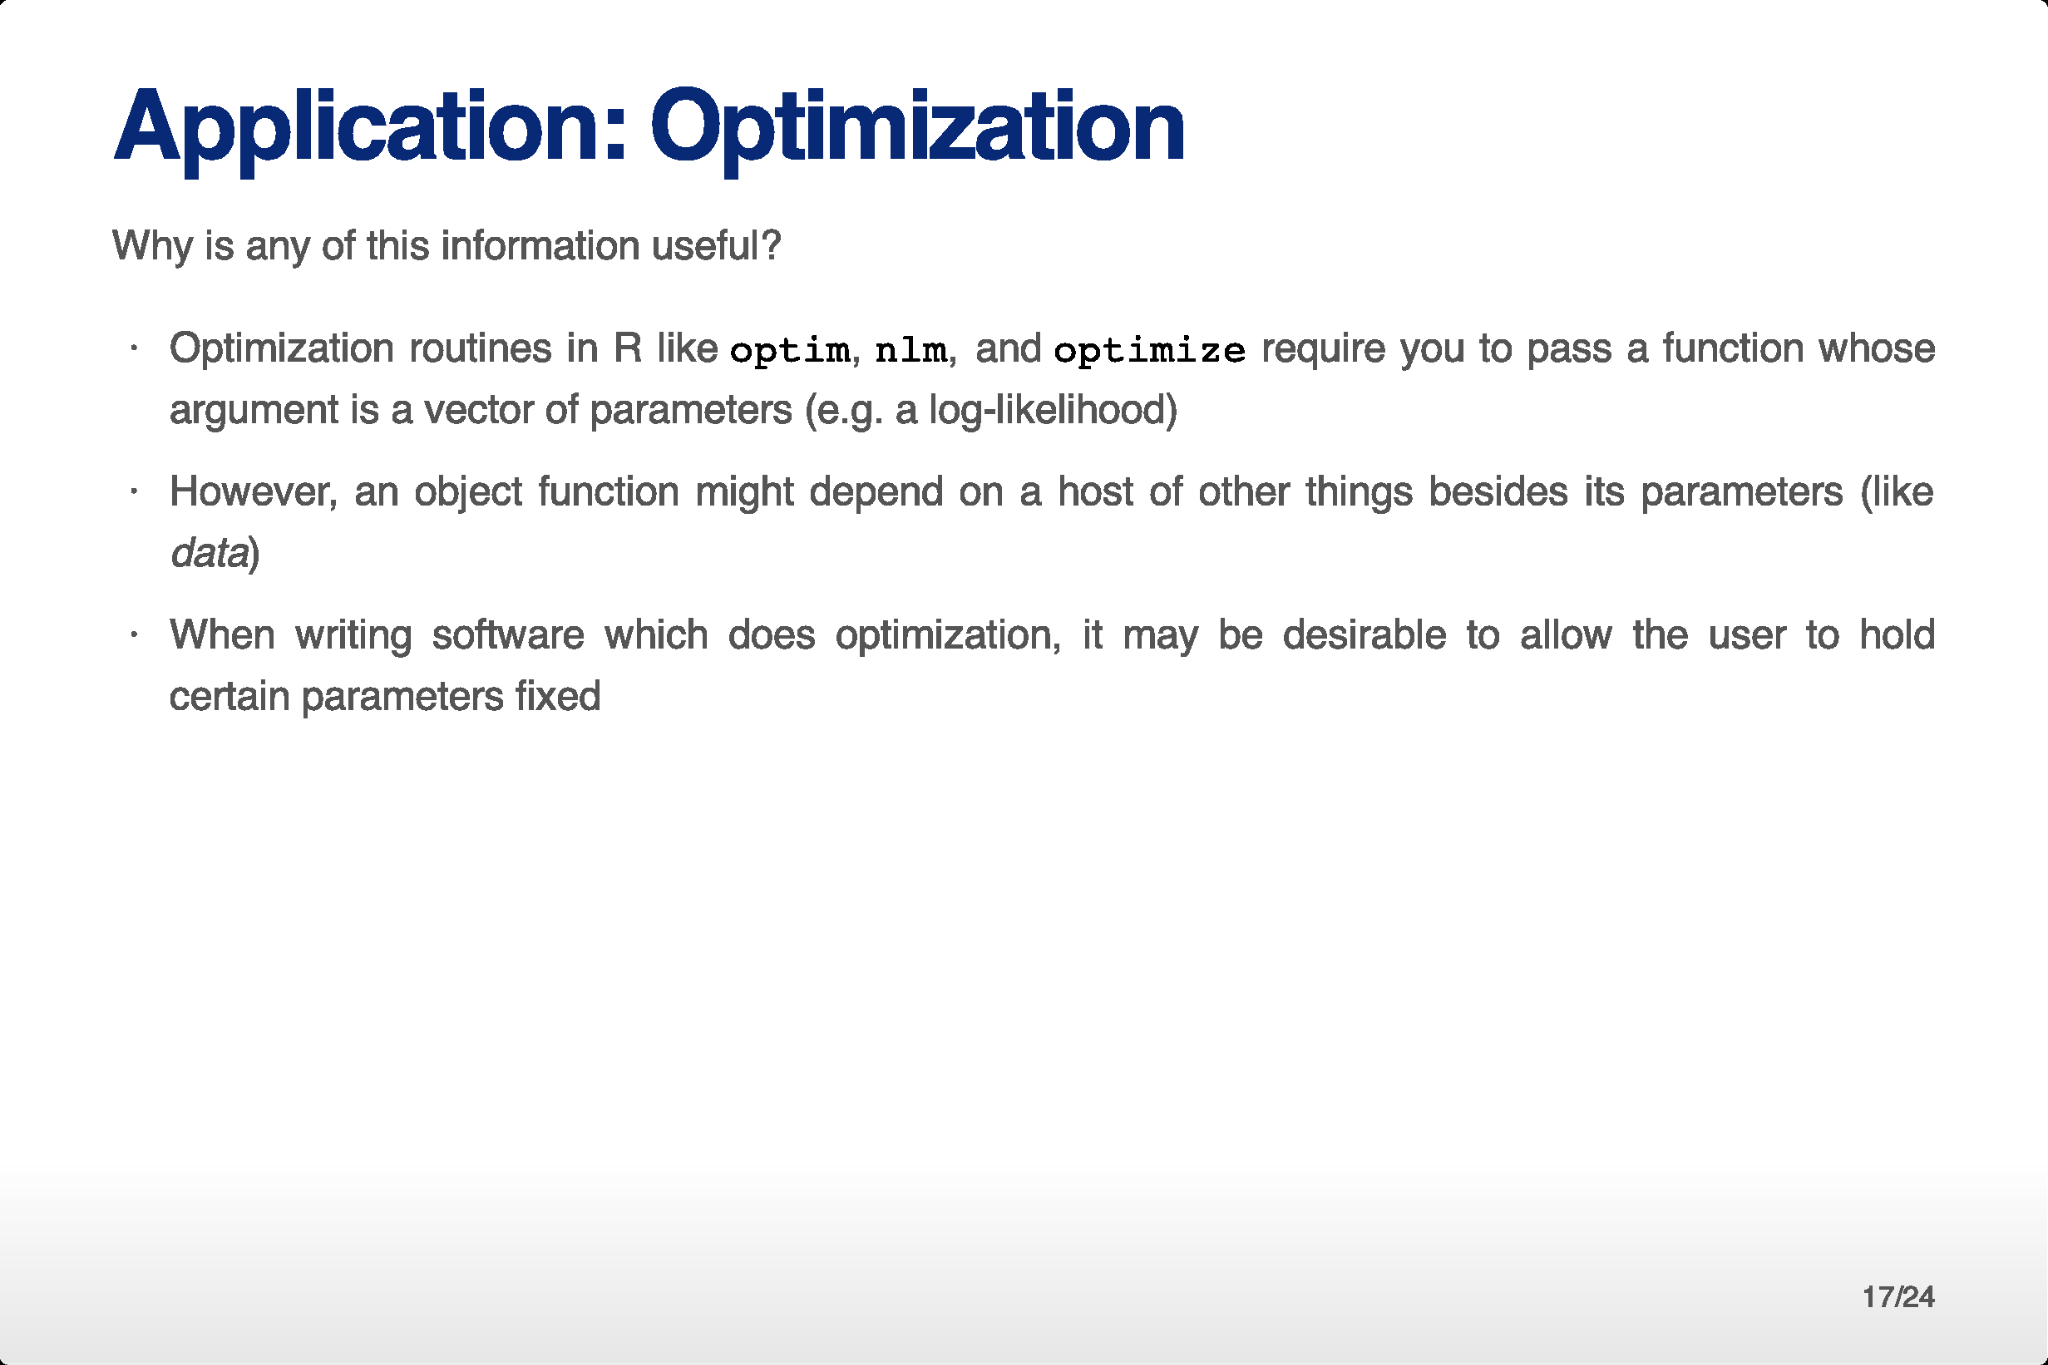 Application: Optimization
Why is any of this information useful?
· Optimization routines in R like optim, nlm, and optimize require you to pass a function whose
argument is a vector of parameters (e.g. a log-likelihood)
· However, an object function might depend on a host of other things besides its parameters (like
data)
· When writing software which does optimization, it may be desirable to allow the user to hold
certain parameters fixed
17/24